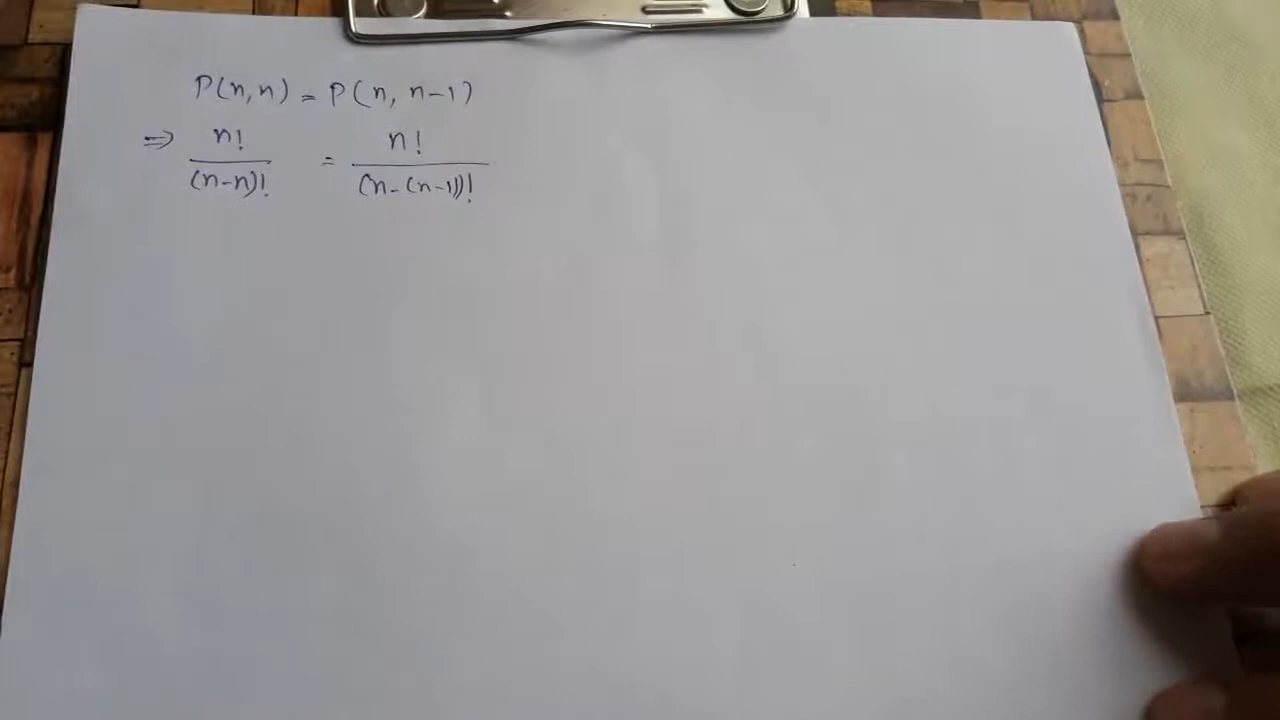 P(n, n) = P(n, n-1)
⇒ n!/(n-n)! = n!/(n-(n-1))!